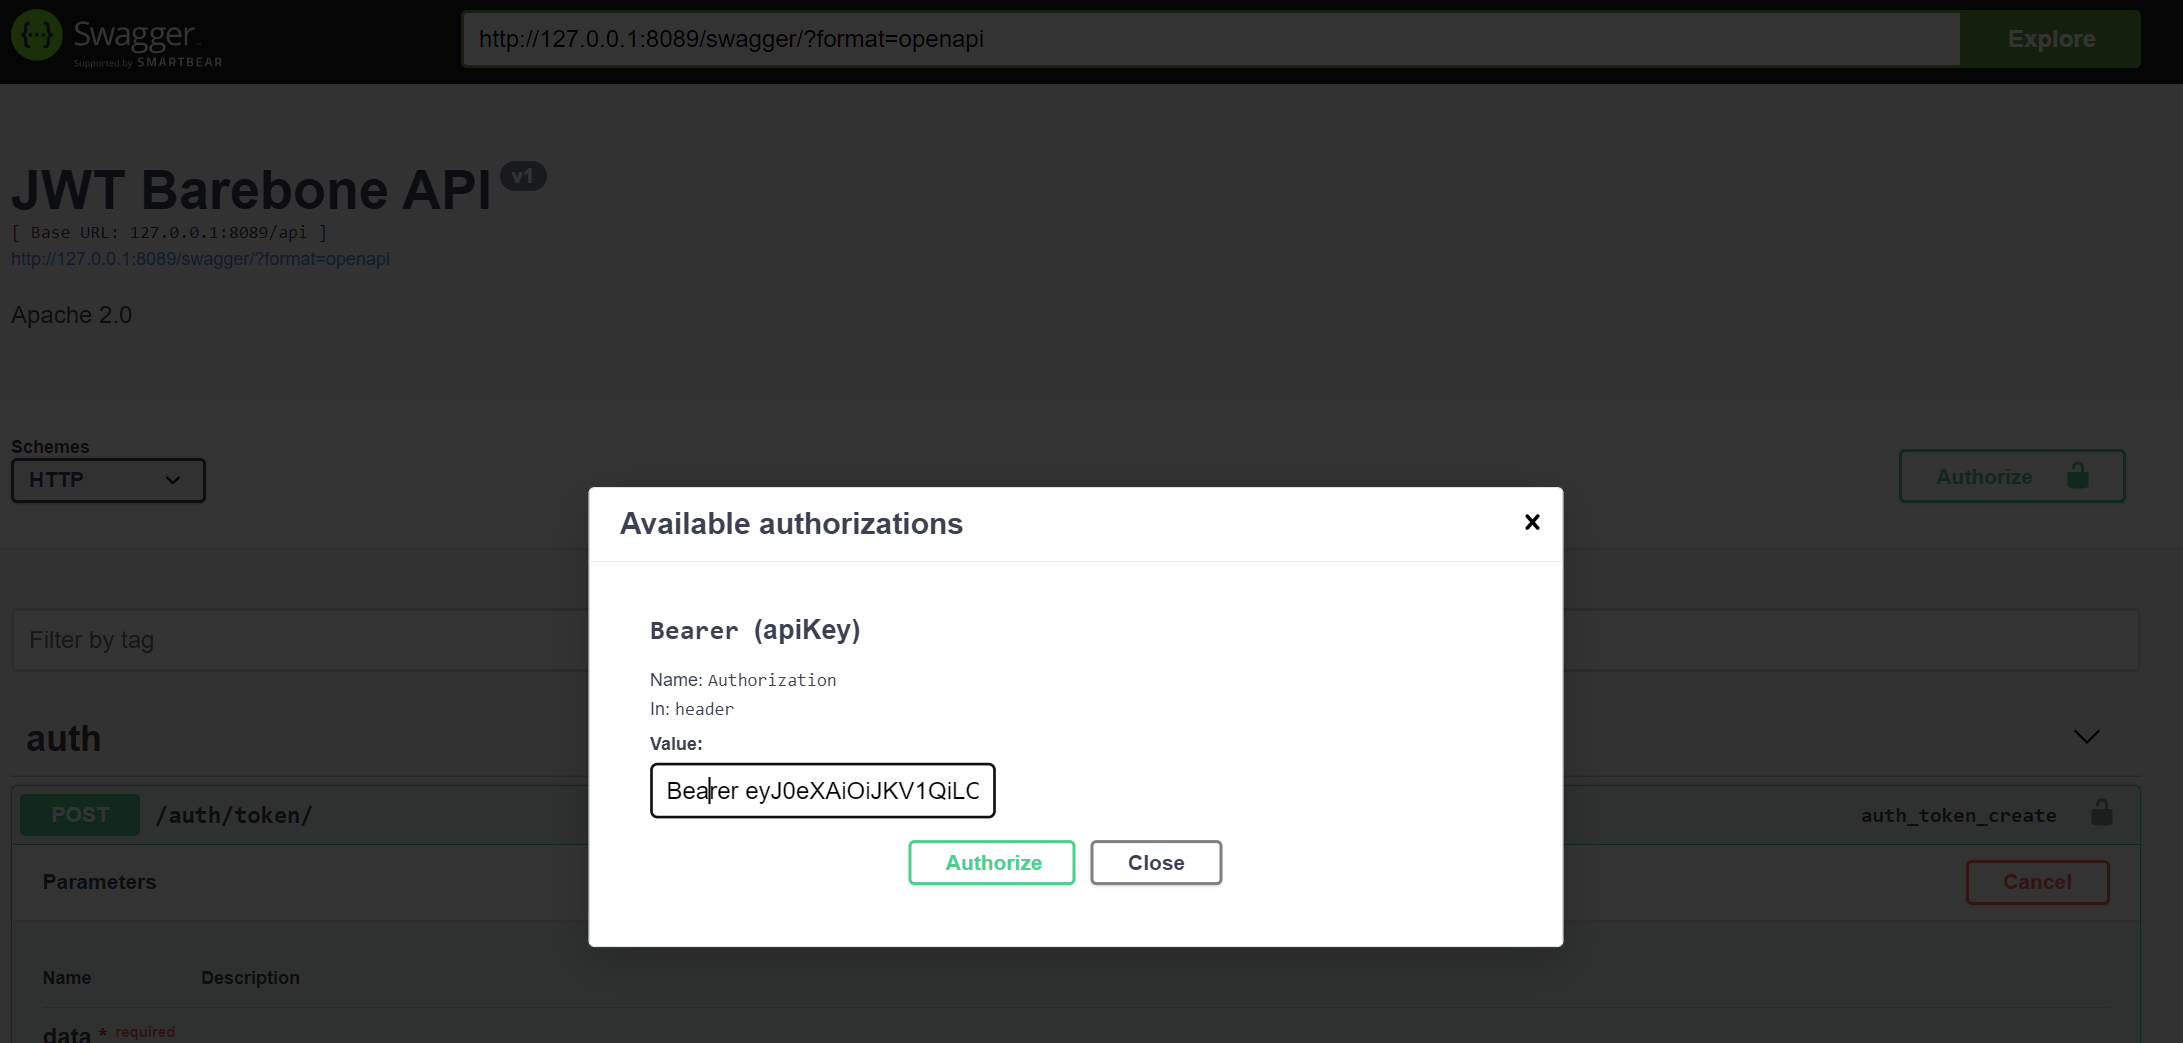 Swagger
Supported by SMARTBEAR
http://127.0.0.1:8089/swagger/?format=openapi
Explore
JWT Barebone API v1
[ Base URL: 127.0.0.1:8089/api ]
http://127.0.0.1:8089/swagger/?format=openapi
Apache 2.0
Schemes
HTTP
Authorize
Available authorizations
Bearer (apiKey)
Name: Authorization
In: header
Value:
Bearer eyJ0eXAiOiJKV1QiLC
Authorize
Close
Filter by tag
auth
POST /auth/token/ auth_token_create
Parameters
Cancel
Name Description
data * required